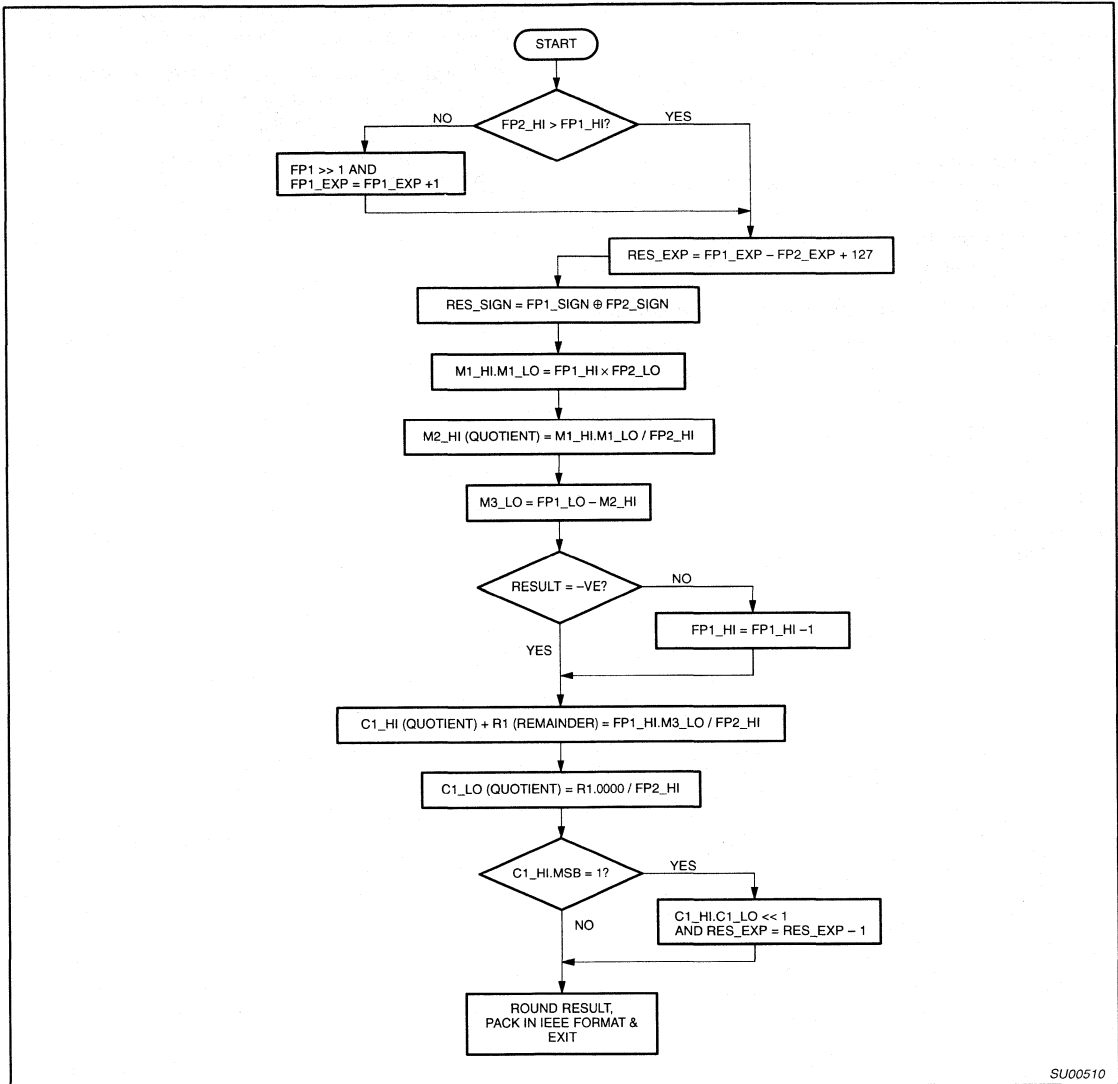 START
FP2_HI > FP1_HI?
NO
YES
FP1 >> 1 AND
FP1_EXP = FP1_EXP +1
RES_EXP = FP1_EXP – FP2_EXP + 127
RES_SIGN = FP1_SIGN ⊕ FP2_SIGN
M1_HI.M1_LO = FP1_HI × FP2_LO
M2_HI (QUOTIENT) = M1_HI.M1_LO / FP2_HI
M3_LO = FP1_LO – M2_HI
RESULT = –VE?
NO
FP1_HI = FP1_HI –1
YES
C1_HI (QUOTIENT) + R1 (REMAINDER) = FP1_HI.M3_LO / FP2_HI
C1_LO (QUOTIENT) = R1.0000 / FP2_HI
C1_HI.MSB = 1?
YES
C1_HI.C1_LO << 1
AND RES_EXP = RES_EXP – 1
NO
ROUND RESULT,
PACK IN IEEE FORMAT &
EXIT
SU00510